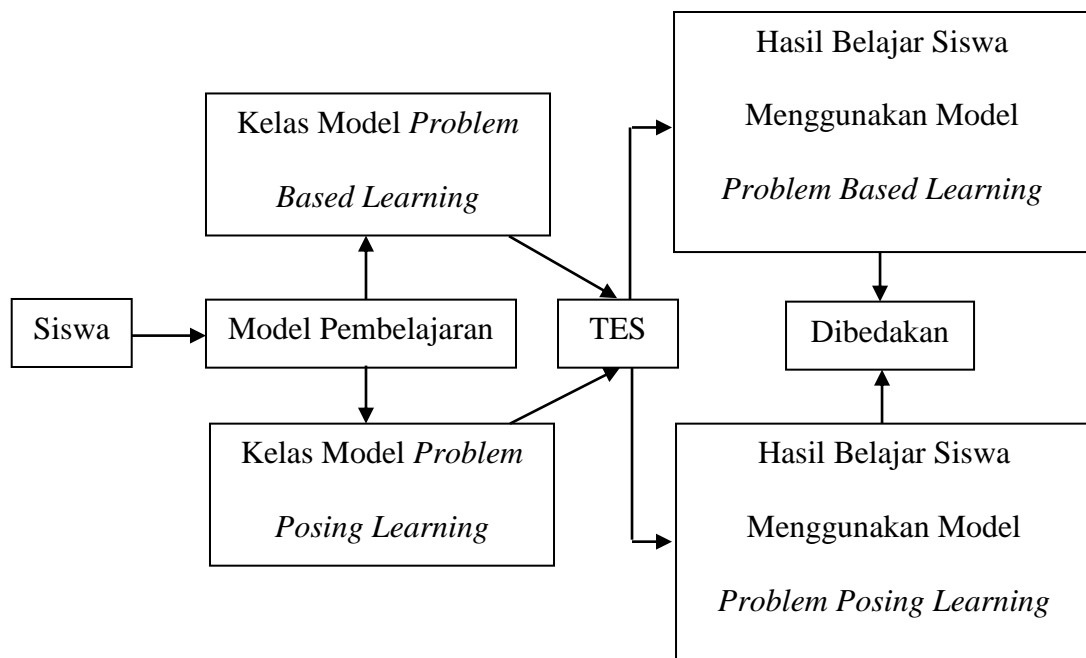 Siswa
Model Pembelajaran
Kelas Model Problem
Based Learning
Kelas Model Problem
Posing Learning
TES
Hasil Belajar Siswa
Menggunakan Model
Problem Based Learning
Dibedakan
Hasil Belajar Siswa
Menggunakan Model
Problem Posing Learning